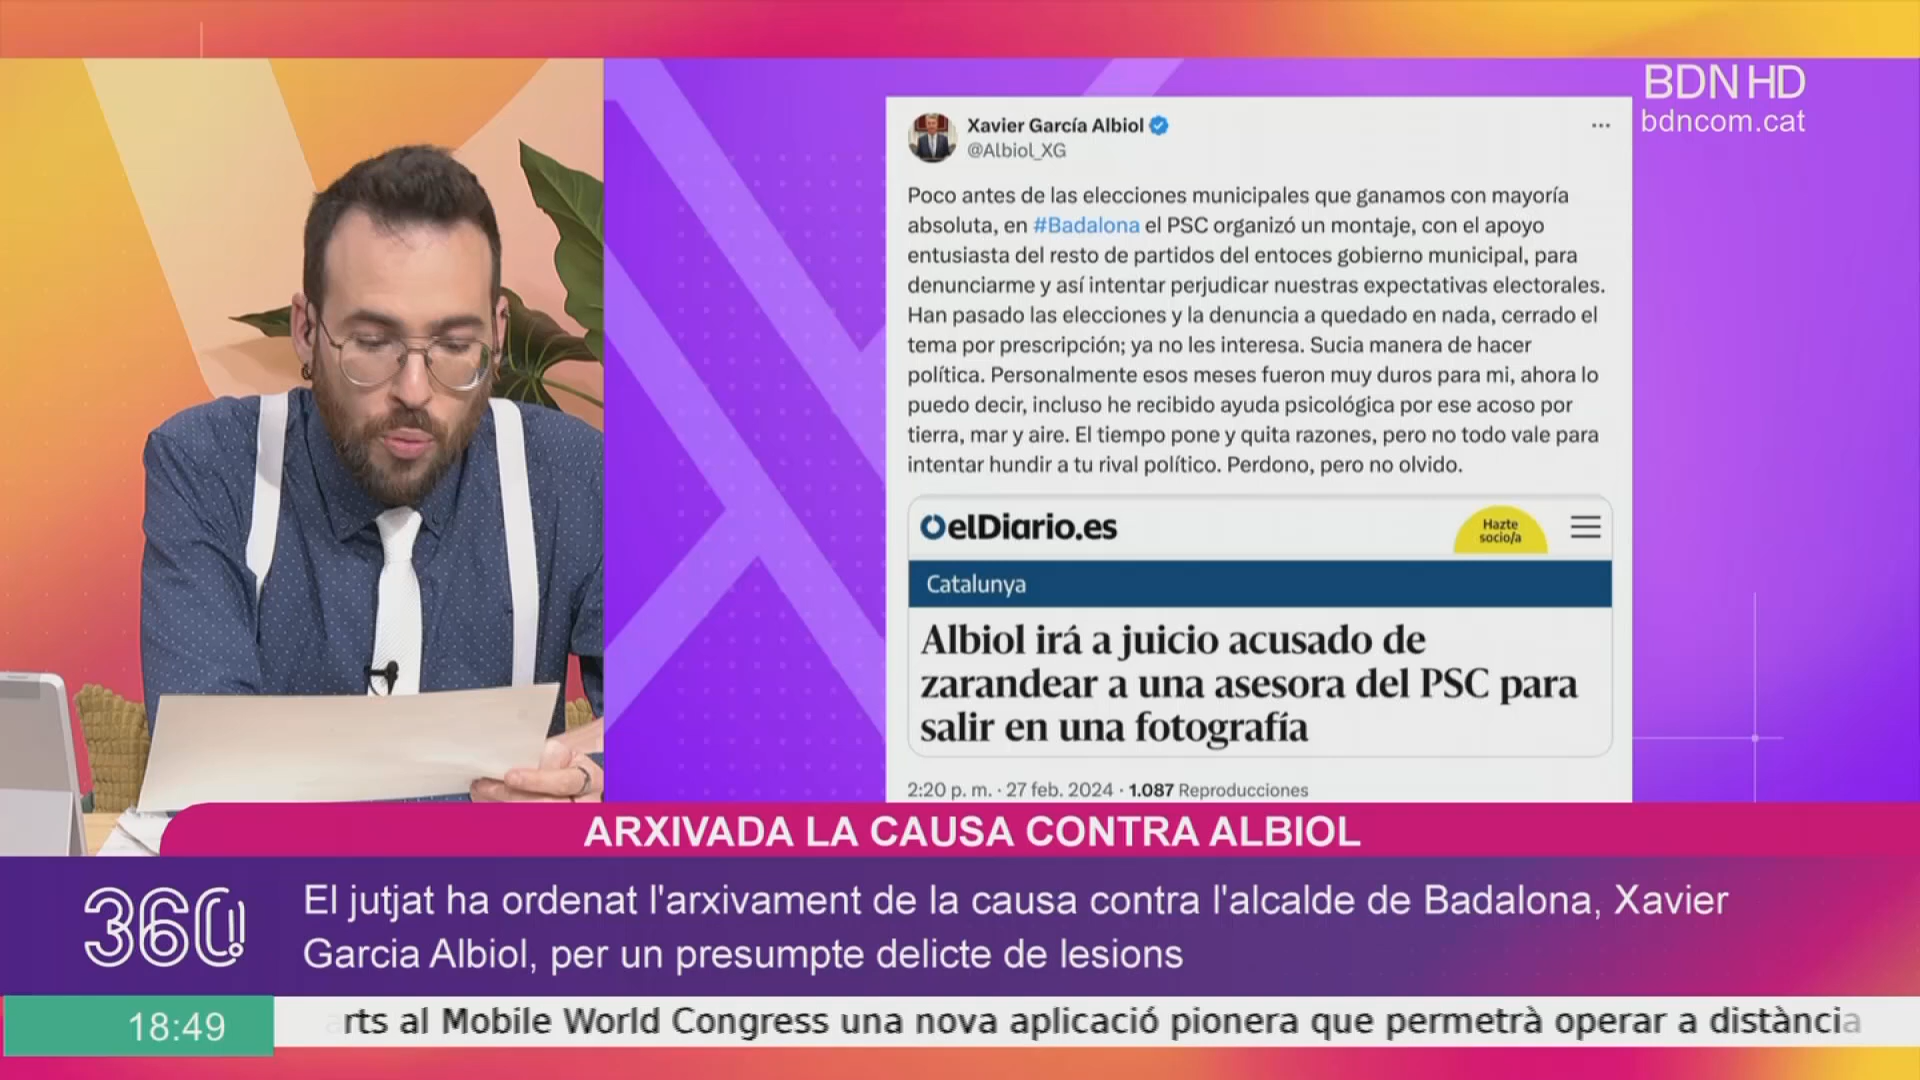 BDN HD
bdncom.cat
Xavier García Albiol
@Albiol_XG
Poco antes de las elecciones municipales que ganamos con mayoría
absoluta, en #Badalona el PSC organizó un montaje, con el apoyo
entusiasta del resto de partidos del entoces gobierno municipal, para
denunciarme y así intentar perjudicar nuestras expectativas electorales.
Han pasado las elecciones y la denuncia a quedado en nada, cerrado el
tema por prescripción; ya no les interesa. Sucia manera de hacer
política. Personalmente esos meses fueron muy duros para mi, ahora lo
puedo decir, incluso he recibido ayuda psicológica por ese acoso por
tierra, mar y aire. El tiempo pone y quita razones, pero no todo vale para
intentar hundir a tu rival político. Perdono, pero no olvido.
elDiario.es
Hazte
socio/a
Catalunya
Albiol irá a juicio acusado de
zarandear a una asesora del PSC para
salir en una fotografía
2:20 p. m. · 27 feb. 2024 · 1.087 Reproducciones
ARXIVADA LA CAUSA CONTRA ALBIOL
360
El jutjat ha ordenat l'arxivament de la causa contra l'alcalde de Badalona, Xavier
Garcia Albiol, per un presumpte delicte de lesions
18:49
arts al Mobile World Congress una nova aplicació pionera que permetrà operar a distància